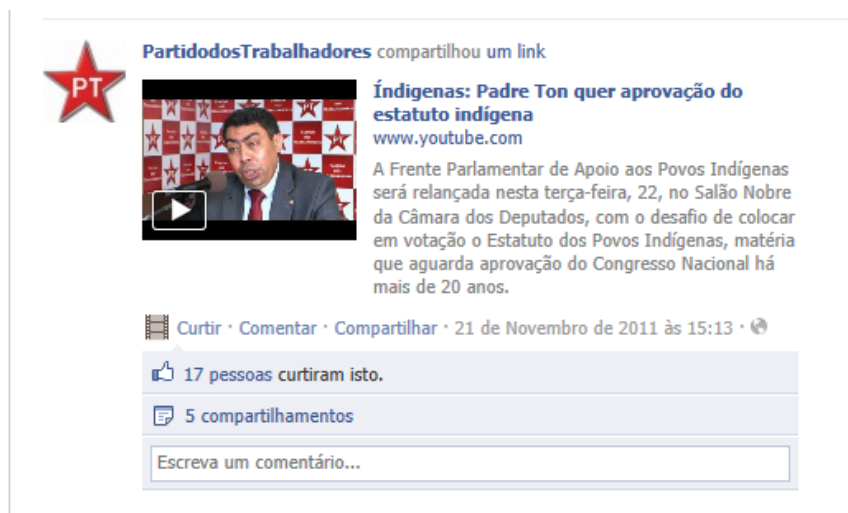 PartidodosTrabalhadores compartilhou um link
PT
Índigenas: Padre Ton quer aprovação do
estatuto indígena
www.youtube.com
A Frente Parlamentar de Apoio aos Povos Indígenas
será relançada nesta terça-feira, 22, no Salão Nobre
da Câmara dos Deputados, com o desafio de colocar
em votação o Estatuto dos Povos Indígenas, matéria
que aguarda aprovação do Congresso Nacional há
mais de 20 anos.
Curtir · Comentar · Compartilhar · 21 de Novembro de 2011 às 15:13 ·
17 pessoas curtiram isto.
5 compartilhamentos
Escreva um comentário...